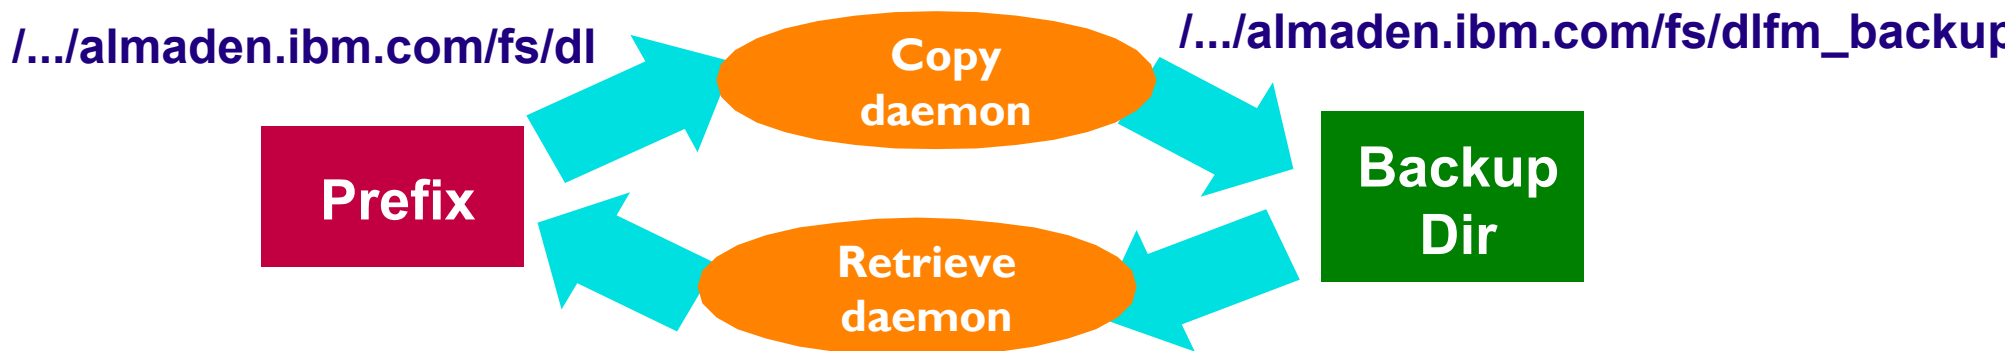 /.../almaden.ibm.com/fs/dl
/.../almaden.ibm.com/fs/dlfm_backup
Copy
daemon
Prefix
Backup
Dir
Retrieve
daemon